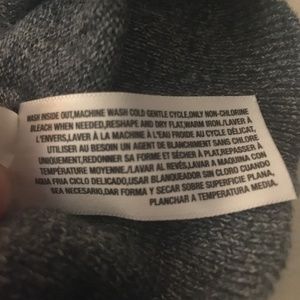 WASH INSIDE OUT,MACHINE WASH COLD GENTLE CYCLE,ONLY NON-CHLORINE
BLEACH WHEN NEEDED,RESHAPE AND DRY FLAT,WARM IRON./LAVER À
L'ENVERS,LAVER À LA MACHINE À L'EAU FROIDE AU CYCLE DÉLICAT,
UTILISER AU BESOIN UN AGENT DE BLANCHIMENT SANS CHLORE
UNIQUEMENT,REDONNER SA FORME ET SÉCHER À PLAT,REPASSER À
TEMPÉRATURE MOYENNE./LAVAR AL REVÉS,LAVAR A MAQUINA CON
AGUA FRIA CICLO DELICADO,USAR BLANQUEADOR SIN CLORO CUANDO
SEA NECESARIO,DAR FORMA Y SECAR SOBRE SUPERFICIE PLANA,
PLANCHAR A TEMPERATURA MEDIA.